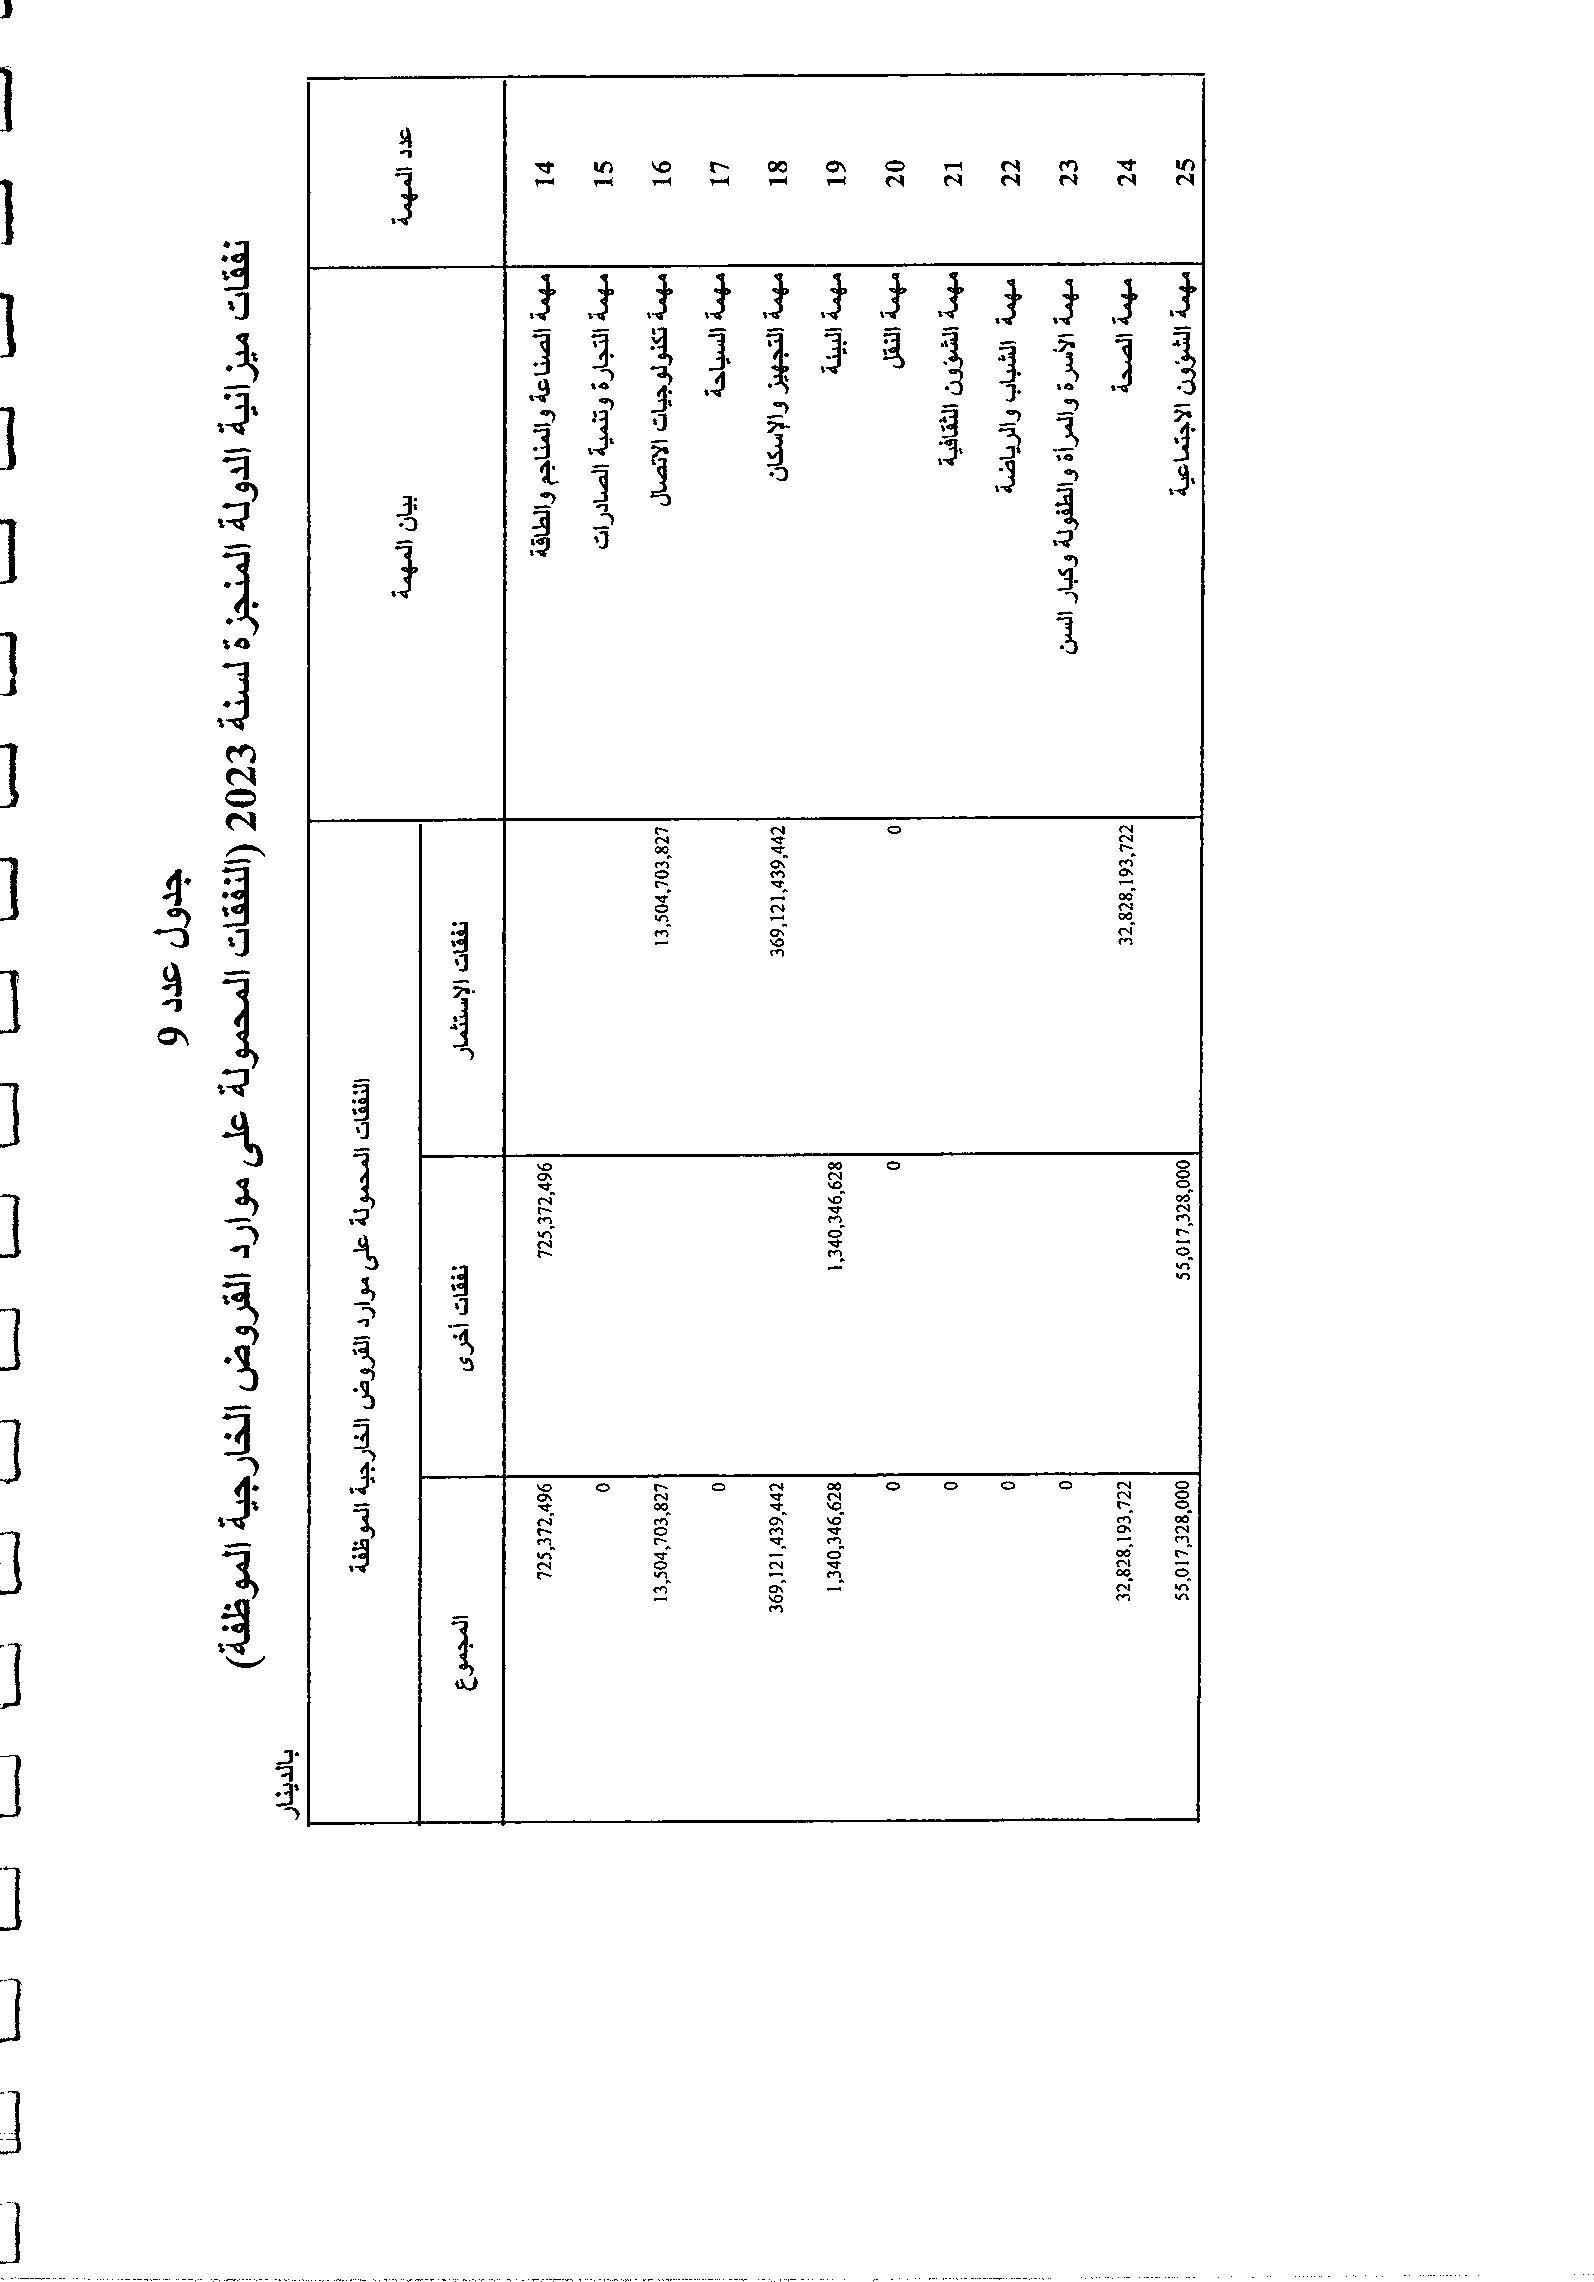 جدول عدد 9
نفقات ميزانية الدولة المنجزة لسنة 2023 (النفقات المحمولة على موارد القروض الخارجية الموظفة)
بالدينار
عدد المهمة بيان المهمة النفقات المحمولة على موارد القروض الخارجية الموظفة
نفقات الإستثمار نفقات أخرى المجموع
14 مهمة الصناعة والمناجم والطاقة 725,372,496 725,372,496
15 مهمة التجارة وتنمية الصادرات 0
16 مهمة تكنولوجيات الاتصال 13,504,703,827 13,504,703,827
17 مهمة السياحة 0
18 مهمة التجهيز والإسكان 369,121,439,442 369,121,439,442
19 مهمة البيئة 1,340,346,628 1,340,346,628
20 مهمة النقل 0 0 0
21 مهمة الشؤون الثقافية 0
22 مهمة الشباب والرياضة 0
23 مهمة الأسرة والمرأة والطفولة وكبار السن 0
24 مهمة الصحة 32,828,193,722 32,828,193,722
25 مهمة الشؤون الاجتماعية 55,017,328,000 55,017,328,000